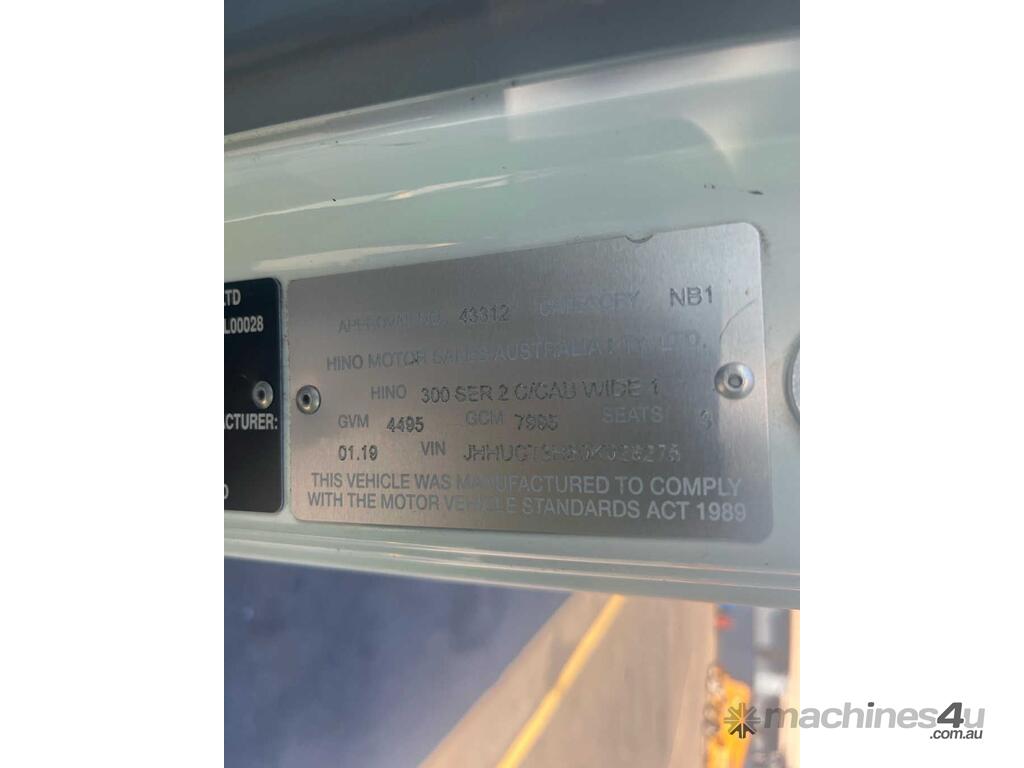 LTD
L00028
ACTURER:
APPROVAL NO. 43312 CATEGORY NB1
HINO MOTOR SALES AUSTRALIA PTY. LTD.
HINO 300 SER 2 C/CAB WIDE 1
GVM 4495 GCM 7995 SEATS 3
01.19 VIN
THIS VEHICLE WAS MANUFACTURED TO COMPLY
WITH THE MOTOR VEHICLE STANDARDS ACT 1989
machines4u
.com.au